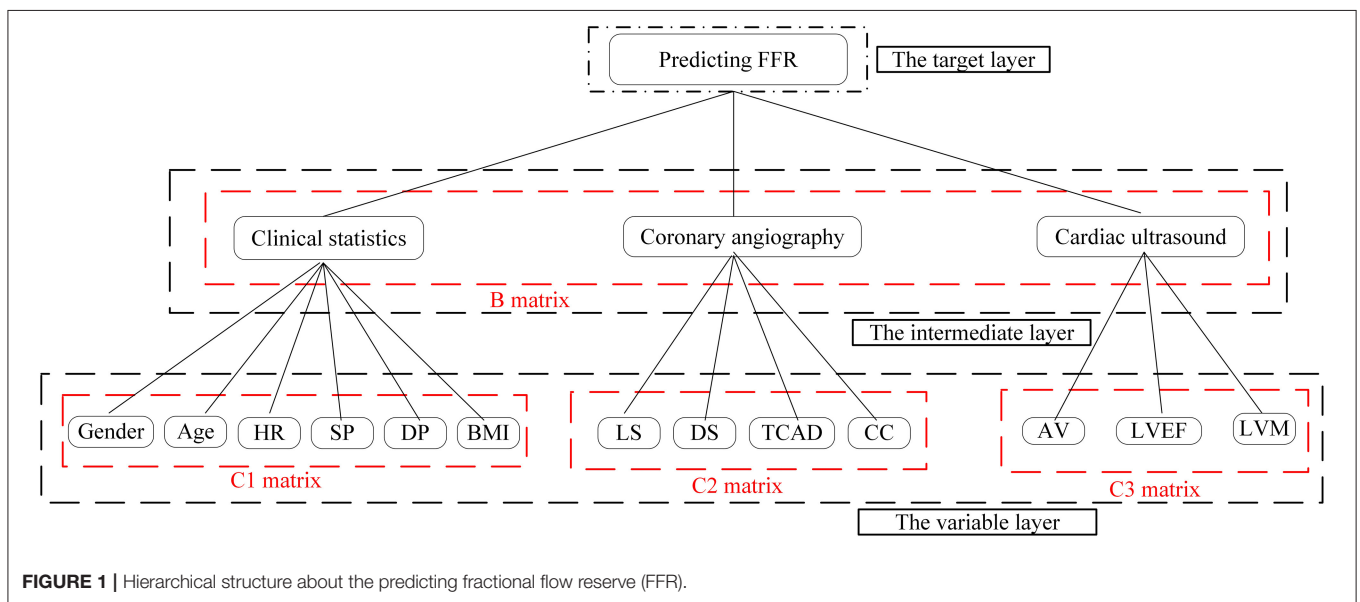 Predicting FFR
The target layer
Clinical statistics
Coronary angiography
Cardiac ultrasound
B matrix
The intermediate layer
Gender
Age
HR
SP
DP
BMI
LS
DS
TCAD
CC
AV
LVEF
LVM
C1 matrix
C2 matrix
C3 matrix
The variable layer
FIGURE 1 | Hierarchical structure about the predicting fractional flow reserve (FFR).